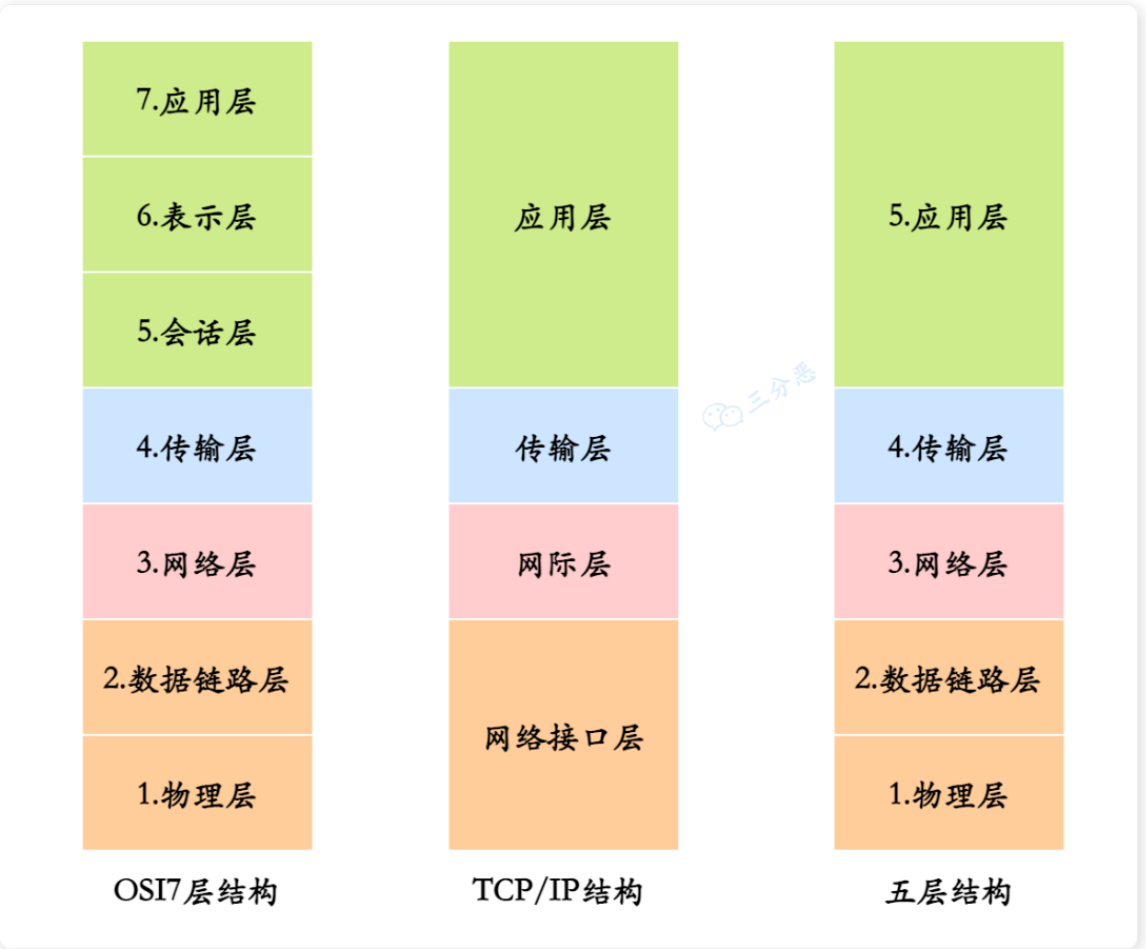 7.应用层
6.表示层
5.会话层
4.传输层
3.网络层
2.数据链路层
1.物理层
OSI7层结构
应用层
传输层
网际层
网络接口层
TCP/IP结构
三分恶
5.应用层
4.传输层
3.网络层
2.数据链路层
1.物理层
五层结构